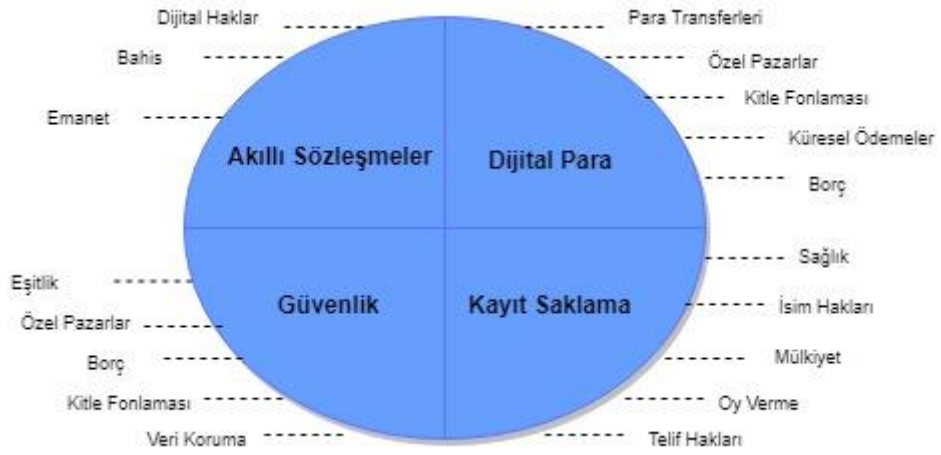 Dijital Haklar
Bahis
Emanet
Akıllı Sözleşmeler
Para Transferleri
Özel Pazarlar
Kitle Fonlaması
Küresel Ödemeler
Borç
Dijital Para
Eşitlik
Özel Pazarlar
Borç
Kitle Fonlaması
Veri Koruma
Güvenlik
Sağlık
İsim Hakları
Mülkiyet
Oy Verme
Telif Hakları
Kayıt Saklama